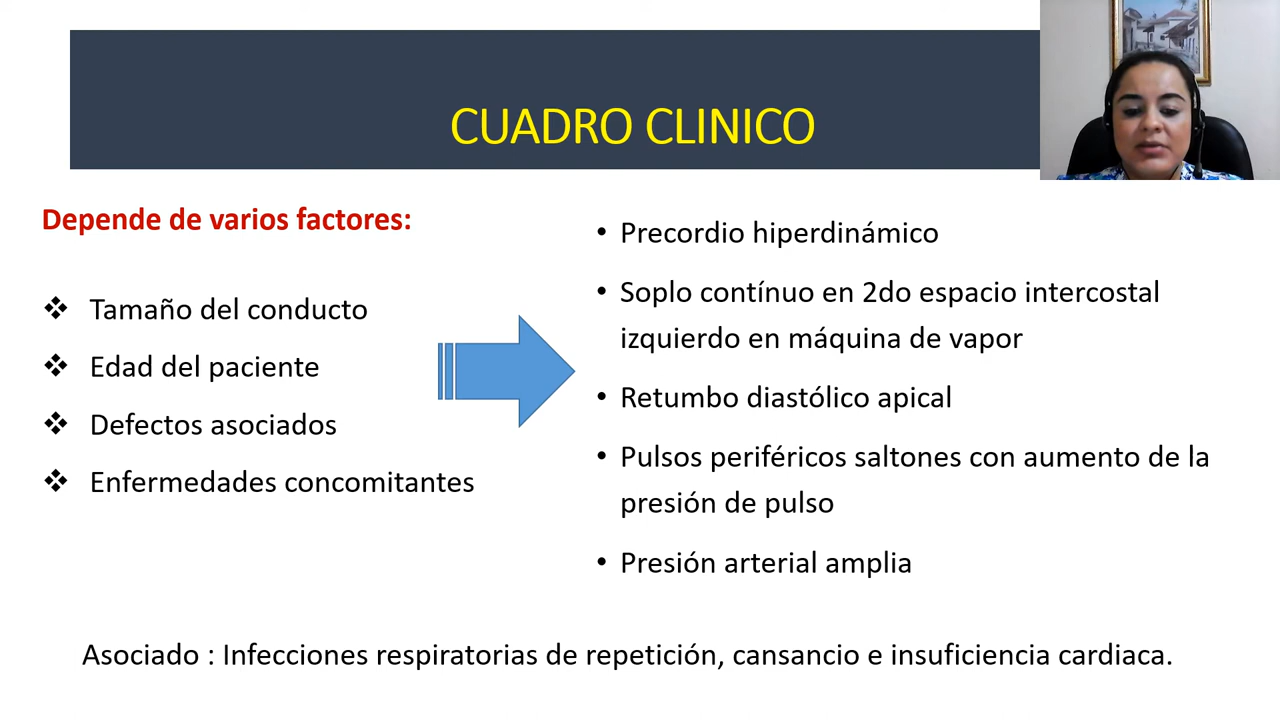 CUADRO CLINICO
Depende de varios factores:
❖ Tamaño del conducto
❖ Edad del paciente
❖ Defectos asociados
❖ Enfermedades concomitantes
• Precordio hiperdinámico
• Soplo contínuo en 2do espacio intercostal
izquierdo en máquina de vapor
• Retumbo diastólico apical
• Pulsos periféricos saltones con aumento de la
presión de pulso
• Presión arterial amplia
Asociado : Infecciones respiratorias de repetición, cansancio e insuficiencia cardiaca.